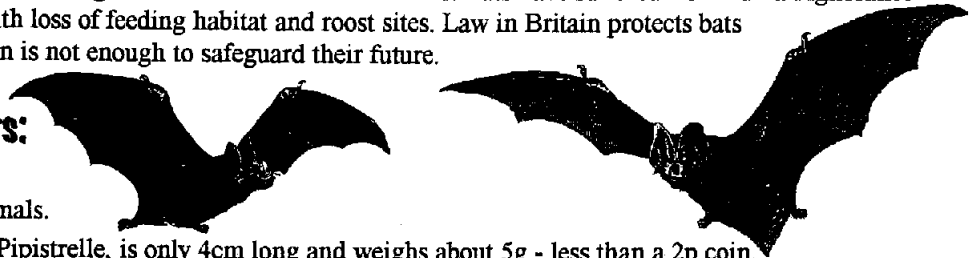 th loss of feeding habitat and roost sites. Law in Britain protects bats
n is not enough to safeguard their future.
s:
nals.
Pipistrelle, is only 4cm long and weighs about 5g - less than a 2p coin